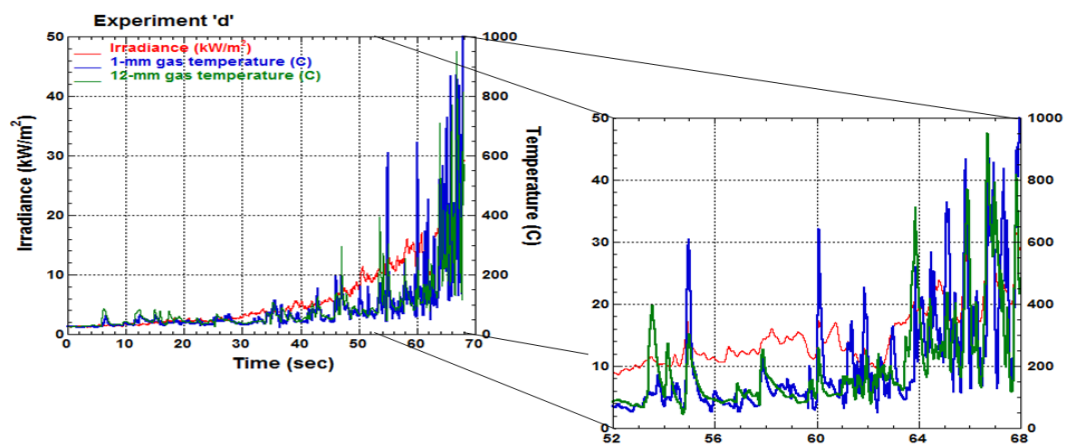 Experiment 'd'
Irradiance (kW/m²)
1-mm gas temperature (C)
12-mm gas temperature (C)
50
40
30
20
10
0
Irradiance (kW/m²)
1000
800
600
400
200
0
Temperature (C)
0 10 20 30 40 50 60 70
Time (sec)
50
40
30
20
10
0
1000
800
600
400
200
0
52 56 60 64 68